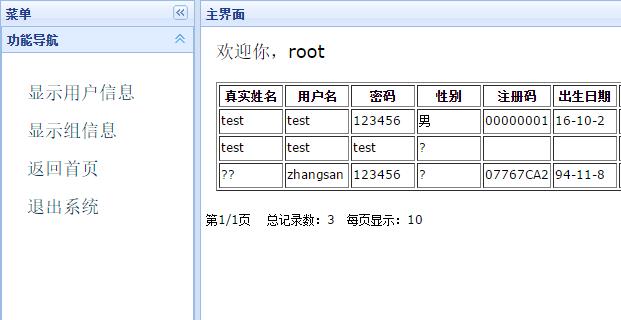 菜单
功能导航
显示用户信息
显示组信息
返回首页
退出系统
主界面
欢迎你，root
真实姓名 用户名 密码 性别 注册码 出生日期
test test 123456 男 00000001 16-10-2
test test test ?
?? zhangsan 123456 ? 07767CA2 94-11-8
第1/1页 总记录数：3 每页显示：10